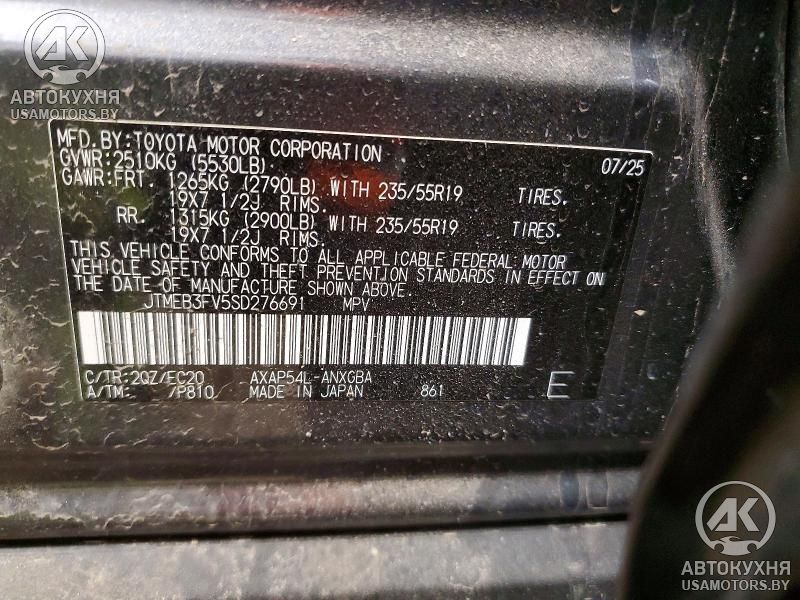 АК
АВТОКУХНЯ
USAMOTORS.BY
MFD.BY:TOYOTA MOTOR CORPORATION 07/25
GVWR:2510KG (5530LB)
GAWR:FRT. 1265KG (2790LB) WITH 235/55R19 TIRES.
19X7 1/2J RIMS.
RR. 1315KG (2900LB) WITH 235/55R19 TIRES.
19X7 1/2J RIMS.
THIS VEHICLE CONFORMS TO ALL APPLICABLE FEDERAL MOTOR
VEHICLE SAFETY AND THEFT PREVENTION STANDARDS IN EFFECT ON
THE DATE OF MANUFACTURE SHOWN ABOVE.
JTMEB3FV5SD276691 MPV
C/TR:2QZ/EC20 AXAP54L-ANXGBA E
A/TM: /P810 MADE IN JAPAN 861
АК
АВТОКУХНЯ
USAMOTORS.BY